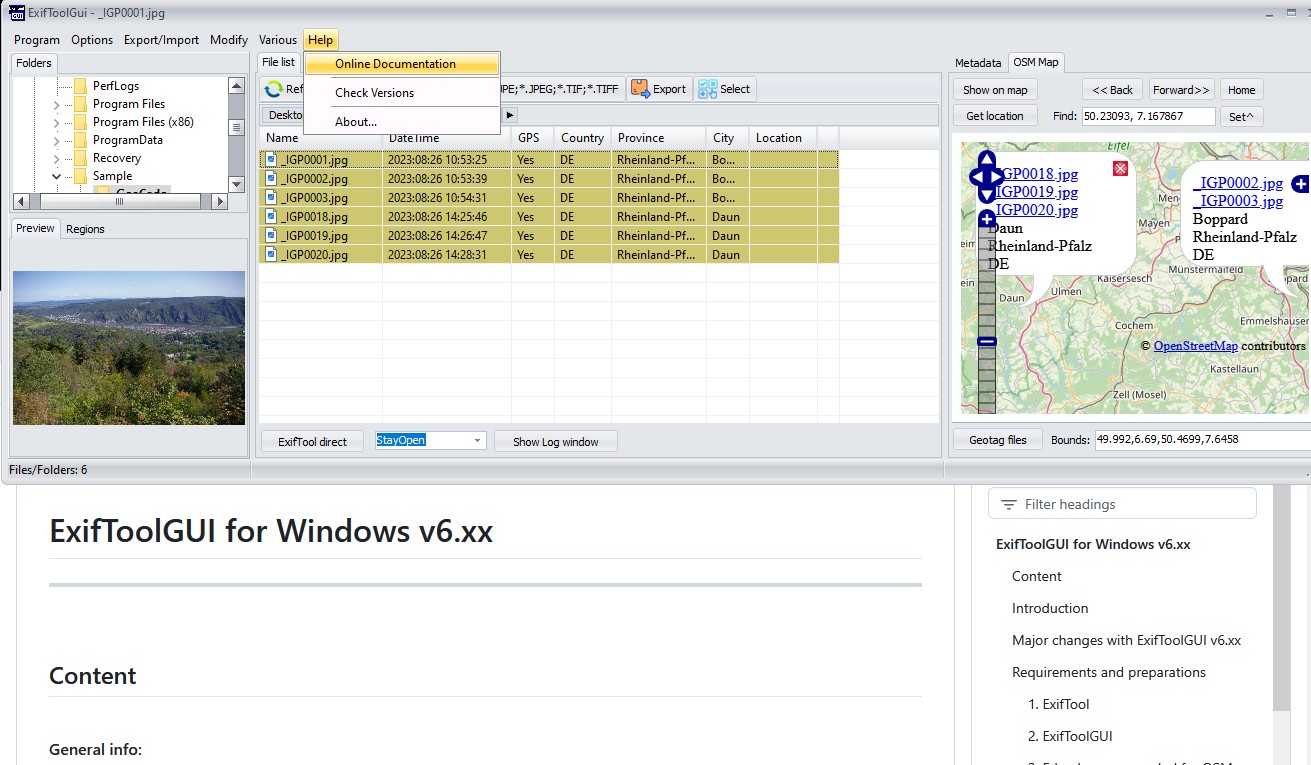 ExifToolGui - _IGP0001.jpg
Program Options Export/Import Modify Various Help
Folders
PerfLogs
Program Files
Program Files (x86)
ProgramData
Recovery
Sample
Preview Regions
Online Documentation
Check Versions
About...
File list
PE;*.JPEG;*.TIF;*.TIFF Export Select
Name DateTime GPS Country Province City Location
_IGP0001.jpg 2023:08:26 10:53:25 Yes DE Rheinland-Pf... Bo...
_IGP0002.jpg 2023:08:26 10:53:39 Yes DE Rheinland-Pf... Bo...
_IGP0003.jpg 2023:08:26 10:54:31 Yes DE Rheinland-Pf... Bo...
_IGP0018.jpg 2023:08:26 14:25:46 Yes DE Rheinland-Pf... Daun
_IGP0019.jpg 2023:08:26 14:26:47 Yes DE Rheinland-Pf... Daun
_IGP0020.jpg 2023:08:26 14:28:31 Yes DE Rheinland-Pf... Daun
ExifTool direct StayOpen Show Log window
Metadata OSM Map
Show on map << Back Forward>> Home
Get location Find: 50.23093, 7.167867 Set^
Eifel
IGP0018.jpg
_IGP0019.jpg
_IGP0020.jpg
Daun
Rheinland-Pfalz
DE
_IGP0002.jpg
_IGP0003.jpg
Boppard
Rheinland-Pfalz
DE
Mayen
Münstermaifeld
Kaisersesch
Daun
Ulmen
Cochem
Emmelshausen
© OpenStreetMap contributors
Kastellaun
Zell (Mosel)
Geotag files Bounds: 49.992,6.69,50.4699,7.6458
Files/Folders: 6
ExifToolGUI for Windows v6.xx
Content
General info:
Filter headings
ExifToolGUI for Windows v6.xx
Content
Introduction
Major changes with ExifToolGUI v6.xx
Requirements and preparations
1. ExifTool
2. ExifToolGUI